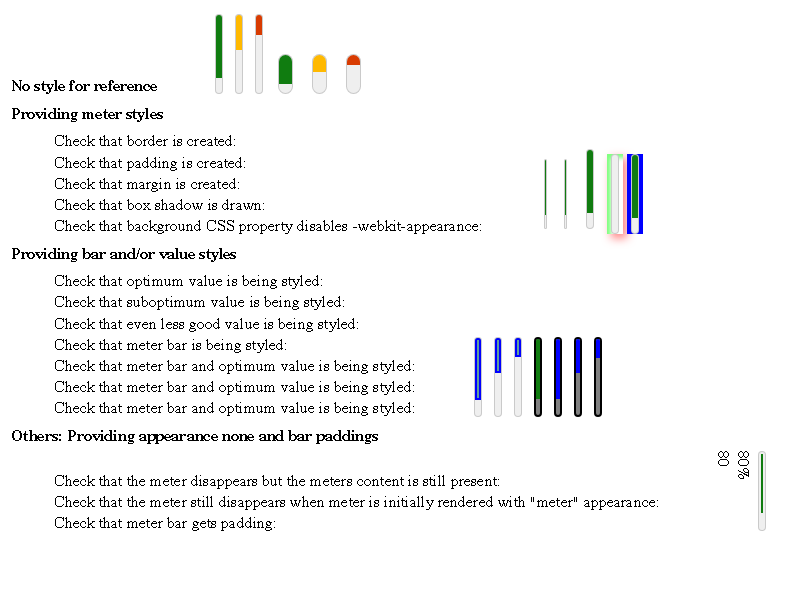 No style for reference
Providing meter styles
Check that border is created:
Check that padding is created:
Check that margin is created:
Check that box shadow is drawn:
Check that background CSS property disables -webkit-appearance:
Providing bar and/or value styles
Check that optimum value is being styled:
Check that suboptimum value is being styled:
Check that even less good value is being styled:
Check that meter bar is being styled:
Check that meter bar and optimum value is being styled:
Check that meter bar and optimum value is being styled:
Check that meter bar and optimum value is being styled:
Others: Providing appearance none and bar paddings
80
80%
Check that the meter disappears but the meters content is still present:
Check that the meter still disappears when meter is initially rendered with "meter" appearance:
Check that meter bar gets padding: